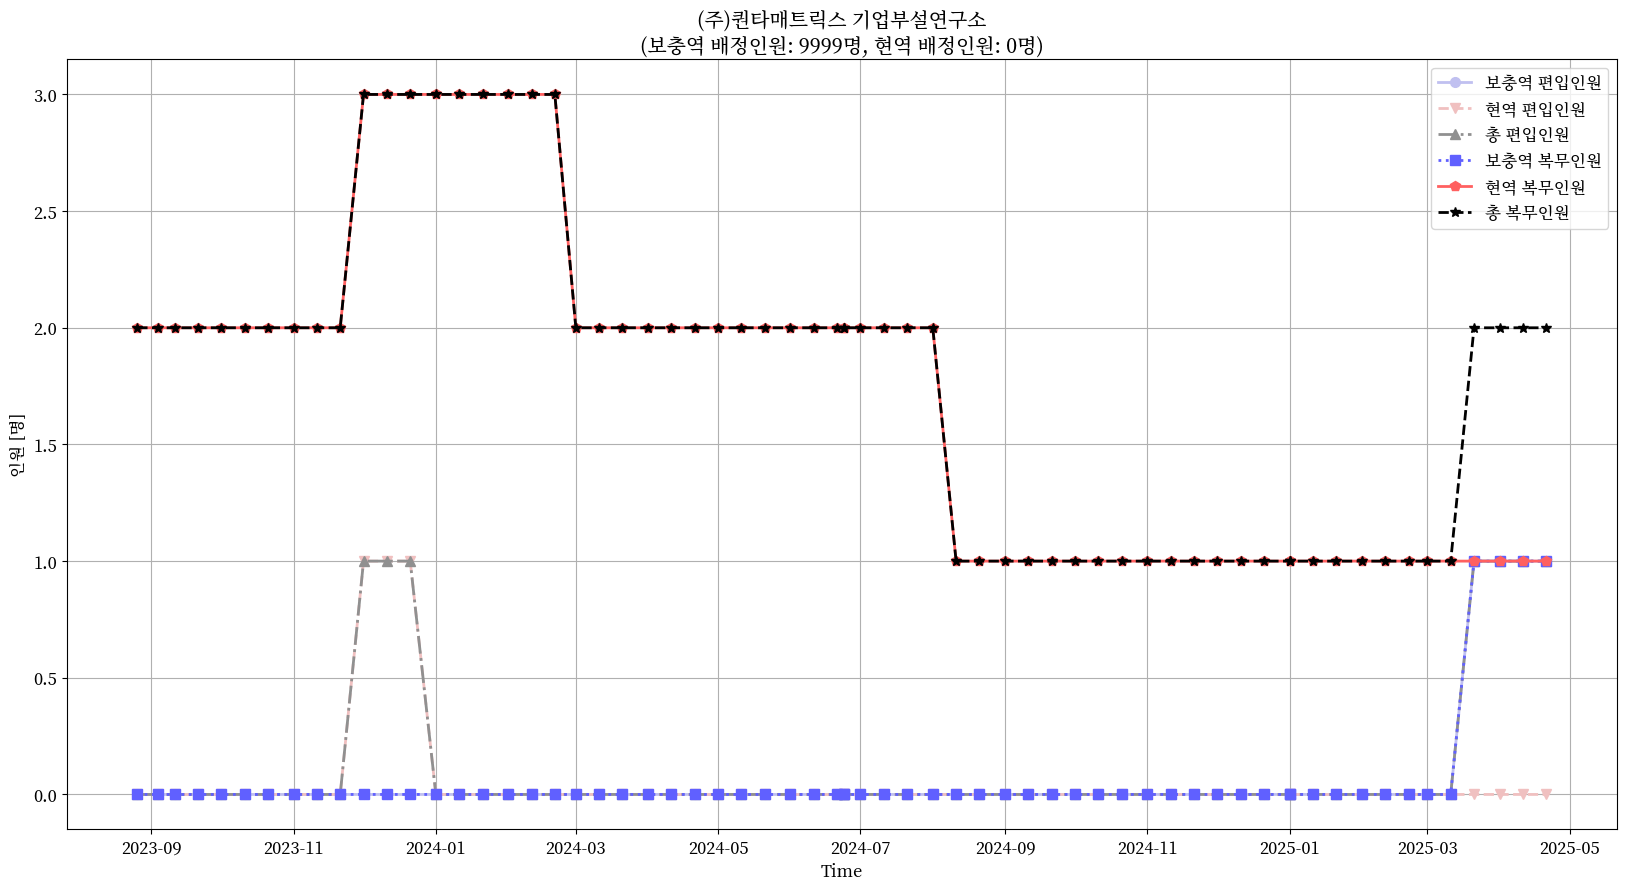 (주)퀀타매트릭스 기업부설연구소
(보충역 배정인원: 9999명, 현역 배정인원: 0명)
보충역 편입인원
현역 편입인원
총 편입인원
보충역 복무인원
현역 복무인원
총 복무인원
인원 [명]
3.0
2.5
2.0
1.5
1.0
0.5
0.0
2023-09 2023-11 2024-01 2024-03 2024-05 2024-07 2024-09 2024-11 2025-01 2025-03 2025-05
Time